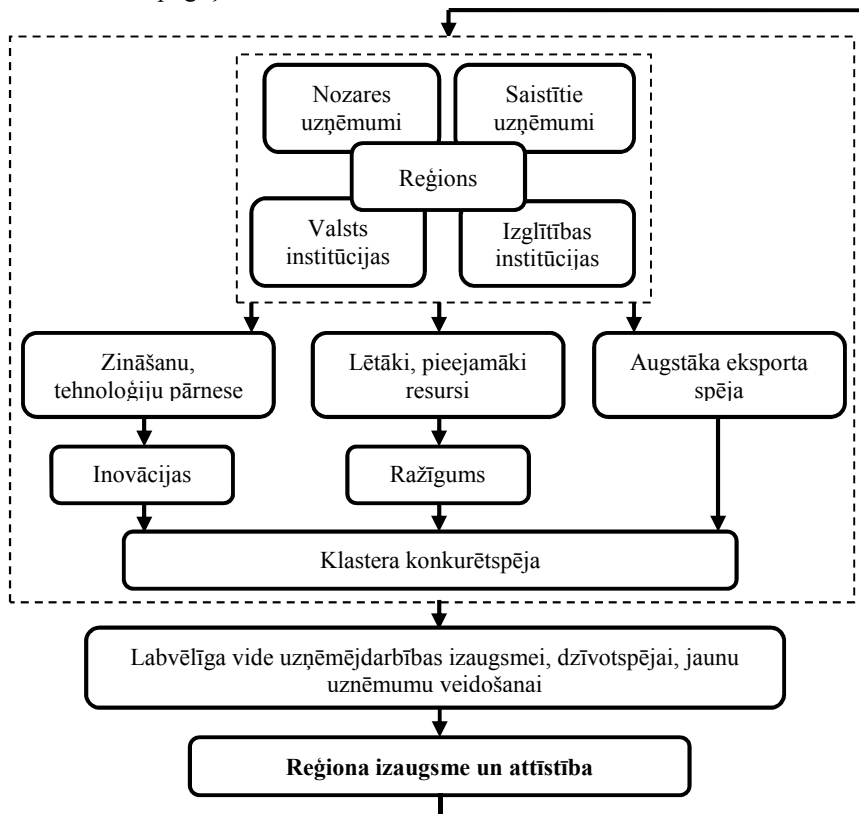 Nozares
uzņēmumi
Saistītie
uzņēmumi
Reģions
Valsts
institūcijas
Izglītības
institūcijas
Zināšanu,
tehnoloģiju pārnese
Lētāki, pieejamāki
resursi
Augstāka eksporta
spēja
Inovācijas
Ražīgums
Klastera konkurētspēja
Labvēlīga vide uzņēmējdarbības izaugsmei, dzīvotspējai, jaunu
uzņēmumu veidošanai
Reģiona izaugsme un attīstība